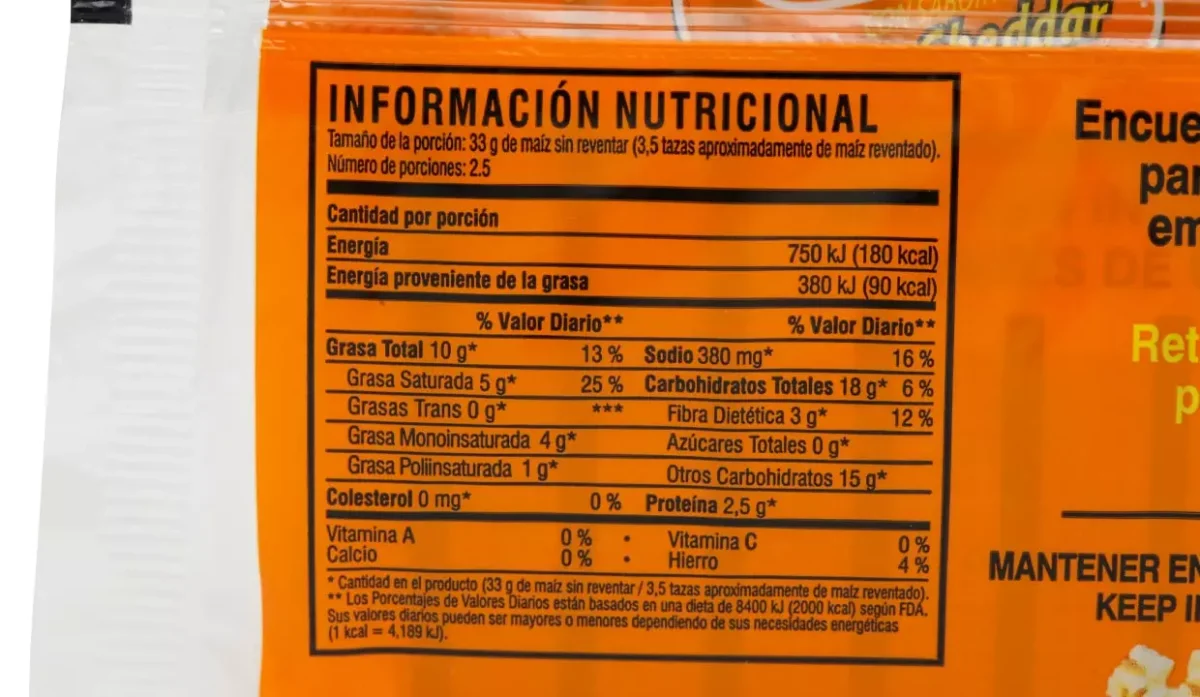 CON SABOR
Cheddar
INFORMACIÓN NUTRICIONAL
Tamaño de la porción: 33 g de maíz sin reventar (3,5 tazas aproximadamente de maíz reventado).
Número de porciones: 2.5
Cantidad por porción
Energía 750 kJ (180 kcal)
Energía proveniente de la grasa 380 kJ (90 kcal)
% Valor Diario** % Valor Diario**
Grasa Total 10 g* 13 % Sodio 380 mg* 16 %
Grasa Saturada 5 g* 25 % Carbohidratos Totales 18 g* 6 %
Grasas Trans 0 g* *** Fibra Dietética 3 g* 12 %
Grasa Monoinsaturada 4 g* Azúcares Totales 0 g*
Grasa Poliinsaturada 1 g* Otros Carbohidratos 15 g*
Colesterol 0 mg* 0 % Proteína 2,5 g*
Vitamina A 0 % • Vitamina C 0 %
Calcio 0 % • Hierro 4 %
* Cantidad en el producto (33 g de maíz sin reventar / 3,5 tazas aproximadamente de maíz reventado).
** Los Porcentajes de Valores Diarios están basados en una dieta de 8400 kJ (2000 kcal) según FDA.
Sus valores diarios pueden ser mayores o menores dependiendo de sus necesidades energéticas
(1 kcal = 4,189 kJ).
Encue
par
em
Ret
p
MANTENER EN
KEEP I